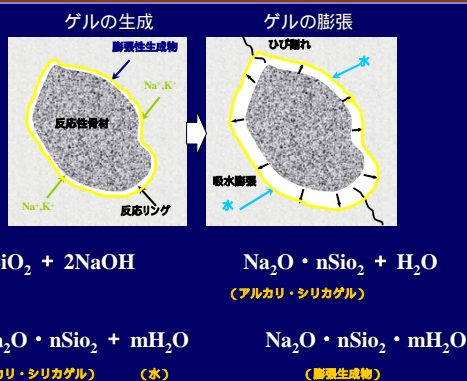 ゲルの生成
ゲルの膨張
膨張性生成物
Na⁺,K⁺
反応性骨材
Na⁺,K⁺
反応リング
ひび割れ
水
吸水膨張
水
iO₂ + 2NaOH
Na₂O・nSio₂ + H₂O
(アルカリ・シリカゲル)
a₂O・nSio₂ + mH₂O
Na₂O・nSio₂・mH₂O
カリ・シリカゲル) (水)
(膨張生成物)